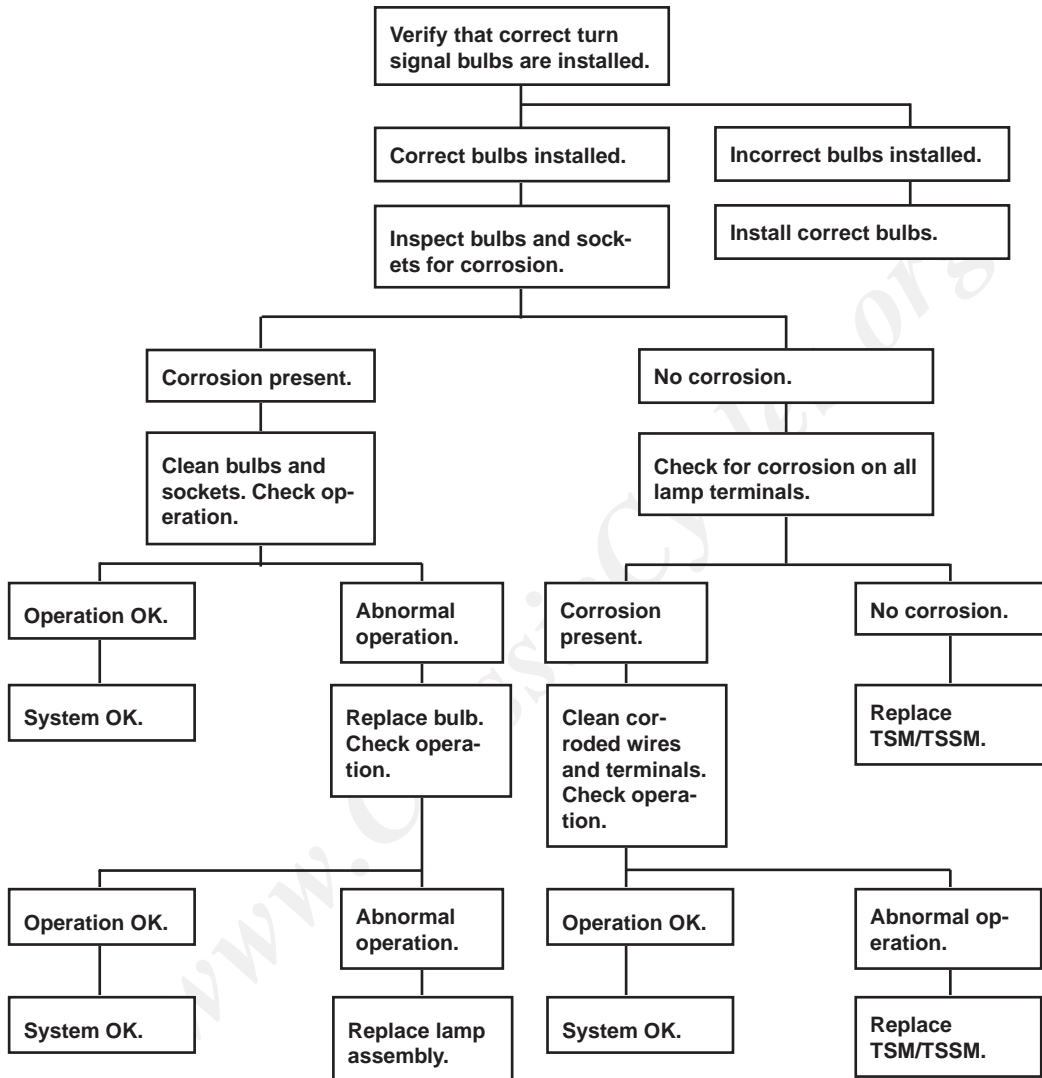 Verify that correct turn
signal bulbs are installed.
Correct bulbs installed.
Incorrect bulbs installed.
Inspect bulbs and sock-
ets for corrosion.
Install correct bulbs.
Corrosion present.
No corrosion.
Clean bulbs and
sockets. Check op-
eration.
Check for corrosion on all
lamp terminals.
Operation OK.
Abnormal
operation.
Corrosion
present.
No corrosion.
System OK.
Replace bulb.
Check opera-
tion.
Clean cor-
roded wires
and terminals.
Check opera-
tion.
Replace
TSM/TSSM.
Operation OK.
Abnormal
operation.
Operation OK.
Abnormal op-
eration.
System OK.
Replace lamp
assembly.
System OK.
Replace
TSM/TSSM.